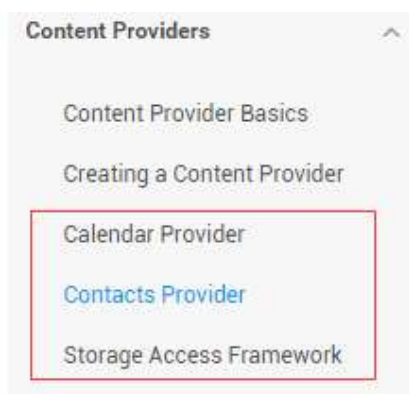 Content Providers
Content Provider Basics
Creating a Content Provider
Calendar Provider
Contacts Provider
Storage Access Framework